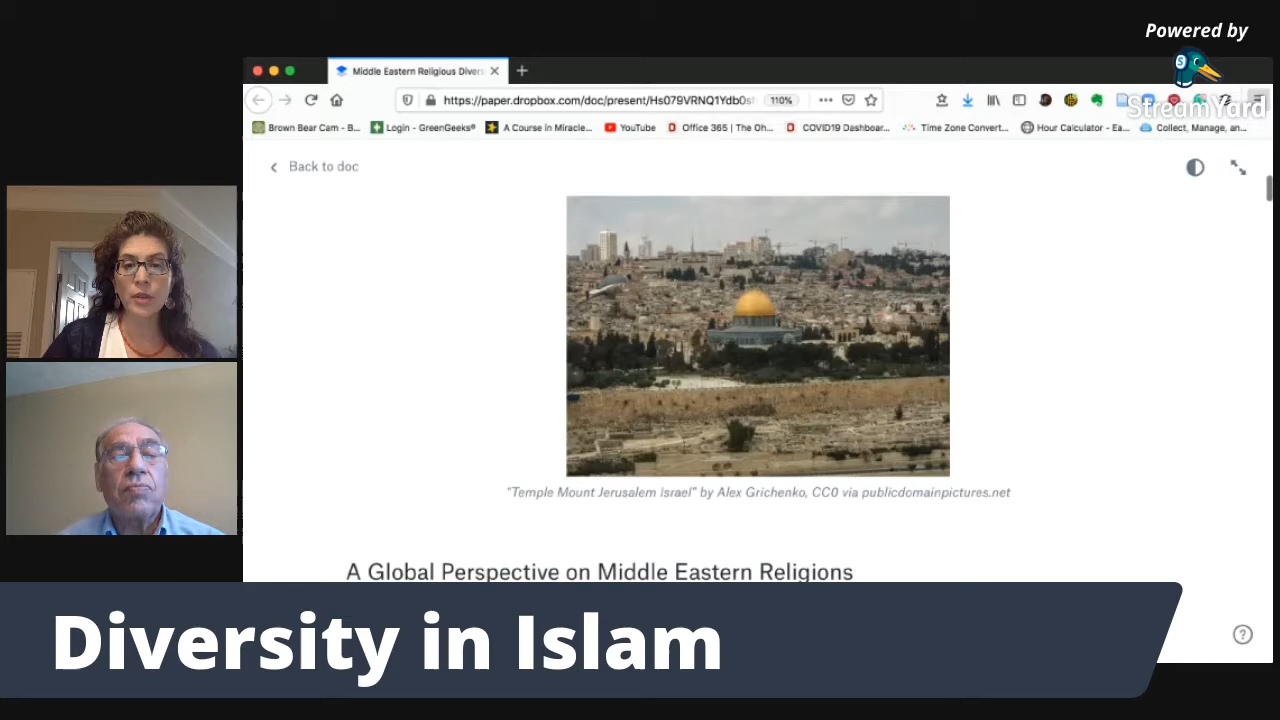 Powered by
StreamYard
Middle Eastern Religious Divers
https://paper.dropbox.com/doc/present/Hs079VRNQ1Ydb0s
110%
Brown Bear Cam - B...
Login - GreenGeeks®
A Course in Miracle...
YouTube
Office 365 | The Oh...
COVID19 Dashboar...
Time Zone Convert...
Hour Calculator - Ea...
Collect, Manage, an...
Back to doc
"Temple Mount Jerusalem Israel" by Alex Grichenko, CC0 via publicdomainpictures.net
A Global Perspective on Middle Eastern Religions
Diversity in Islam